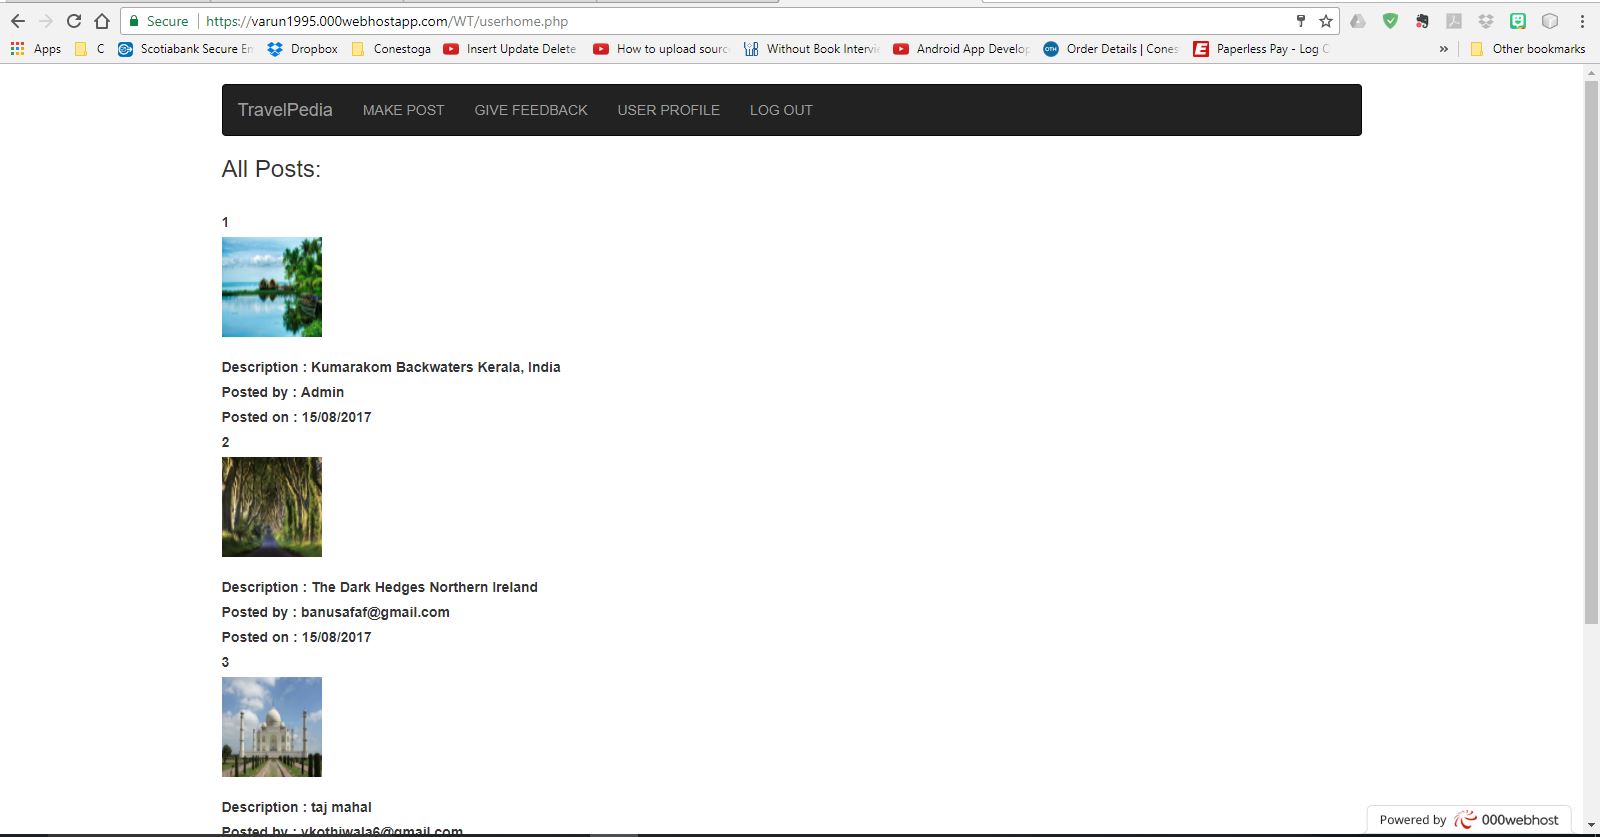 Secure https://varun1995.000webhostapp.com/WT/userhome.php
Apps C Scotiabank Secure En Dropbox Conestoga Insert Update Delete How to upload sourc Without Book Intervie Android App Develop Order Details | Cones Paperless Pay - Log O » Other bookmarks
TravelPedia MAKE POST GIVE FEEDBACK USER PROFILE LOG OUT
All Posts:
1
Description : Kumarakom Backwaters Kerala, India
Posted by : Admin
Posted on : 15/08/2017
2
Description : The Dark Hedges Northern Ireland
Posted by : banusafaf@gmail.com
Posted on : 15/08/2017
3
Description : taj mahal
Posted by : vkothiwala6@gmail.com
Powered by 000webhost